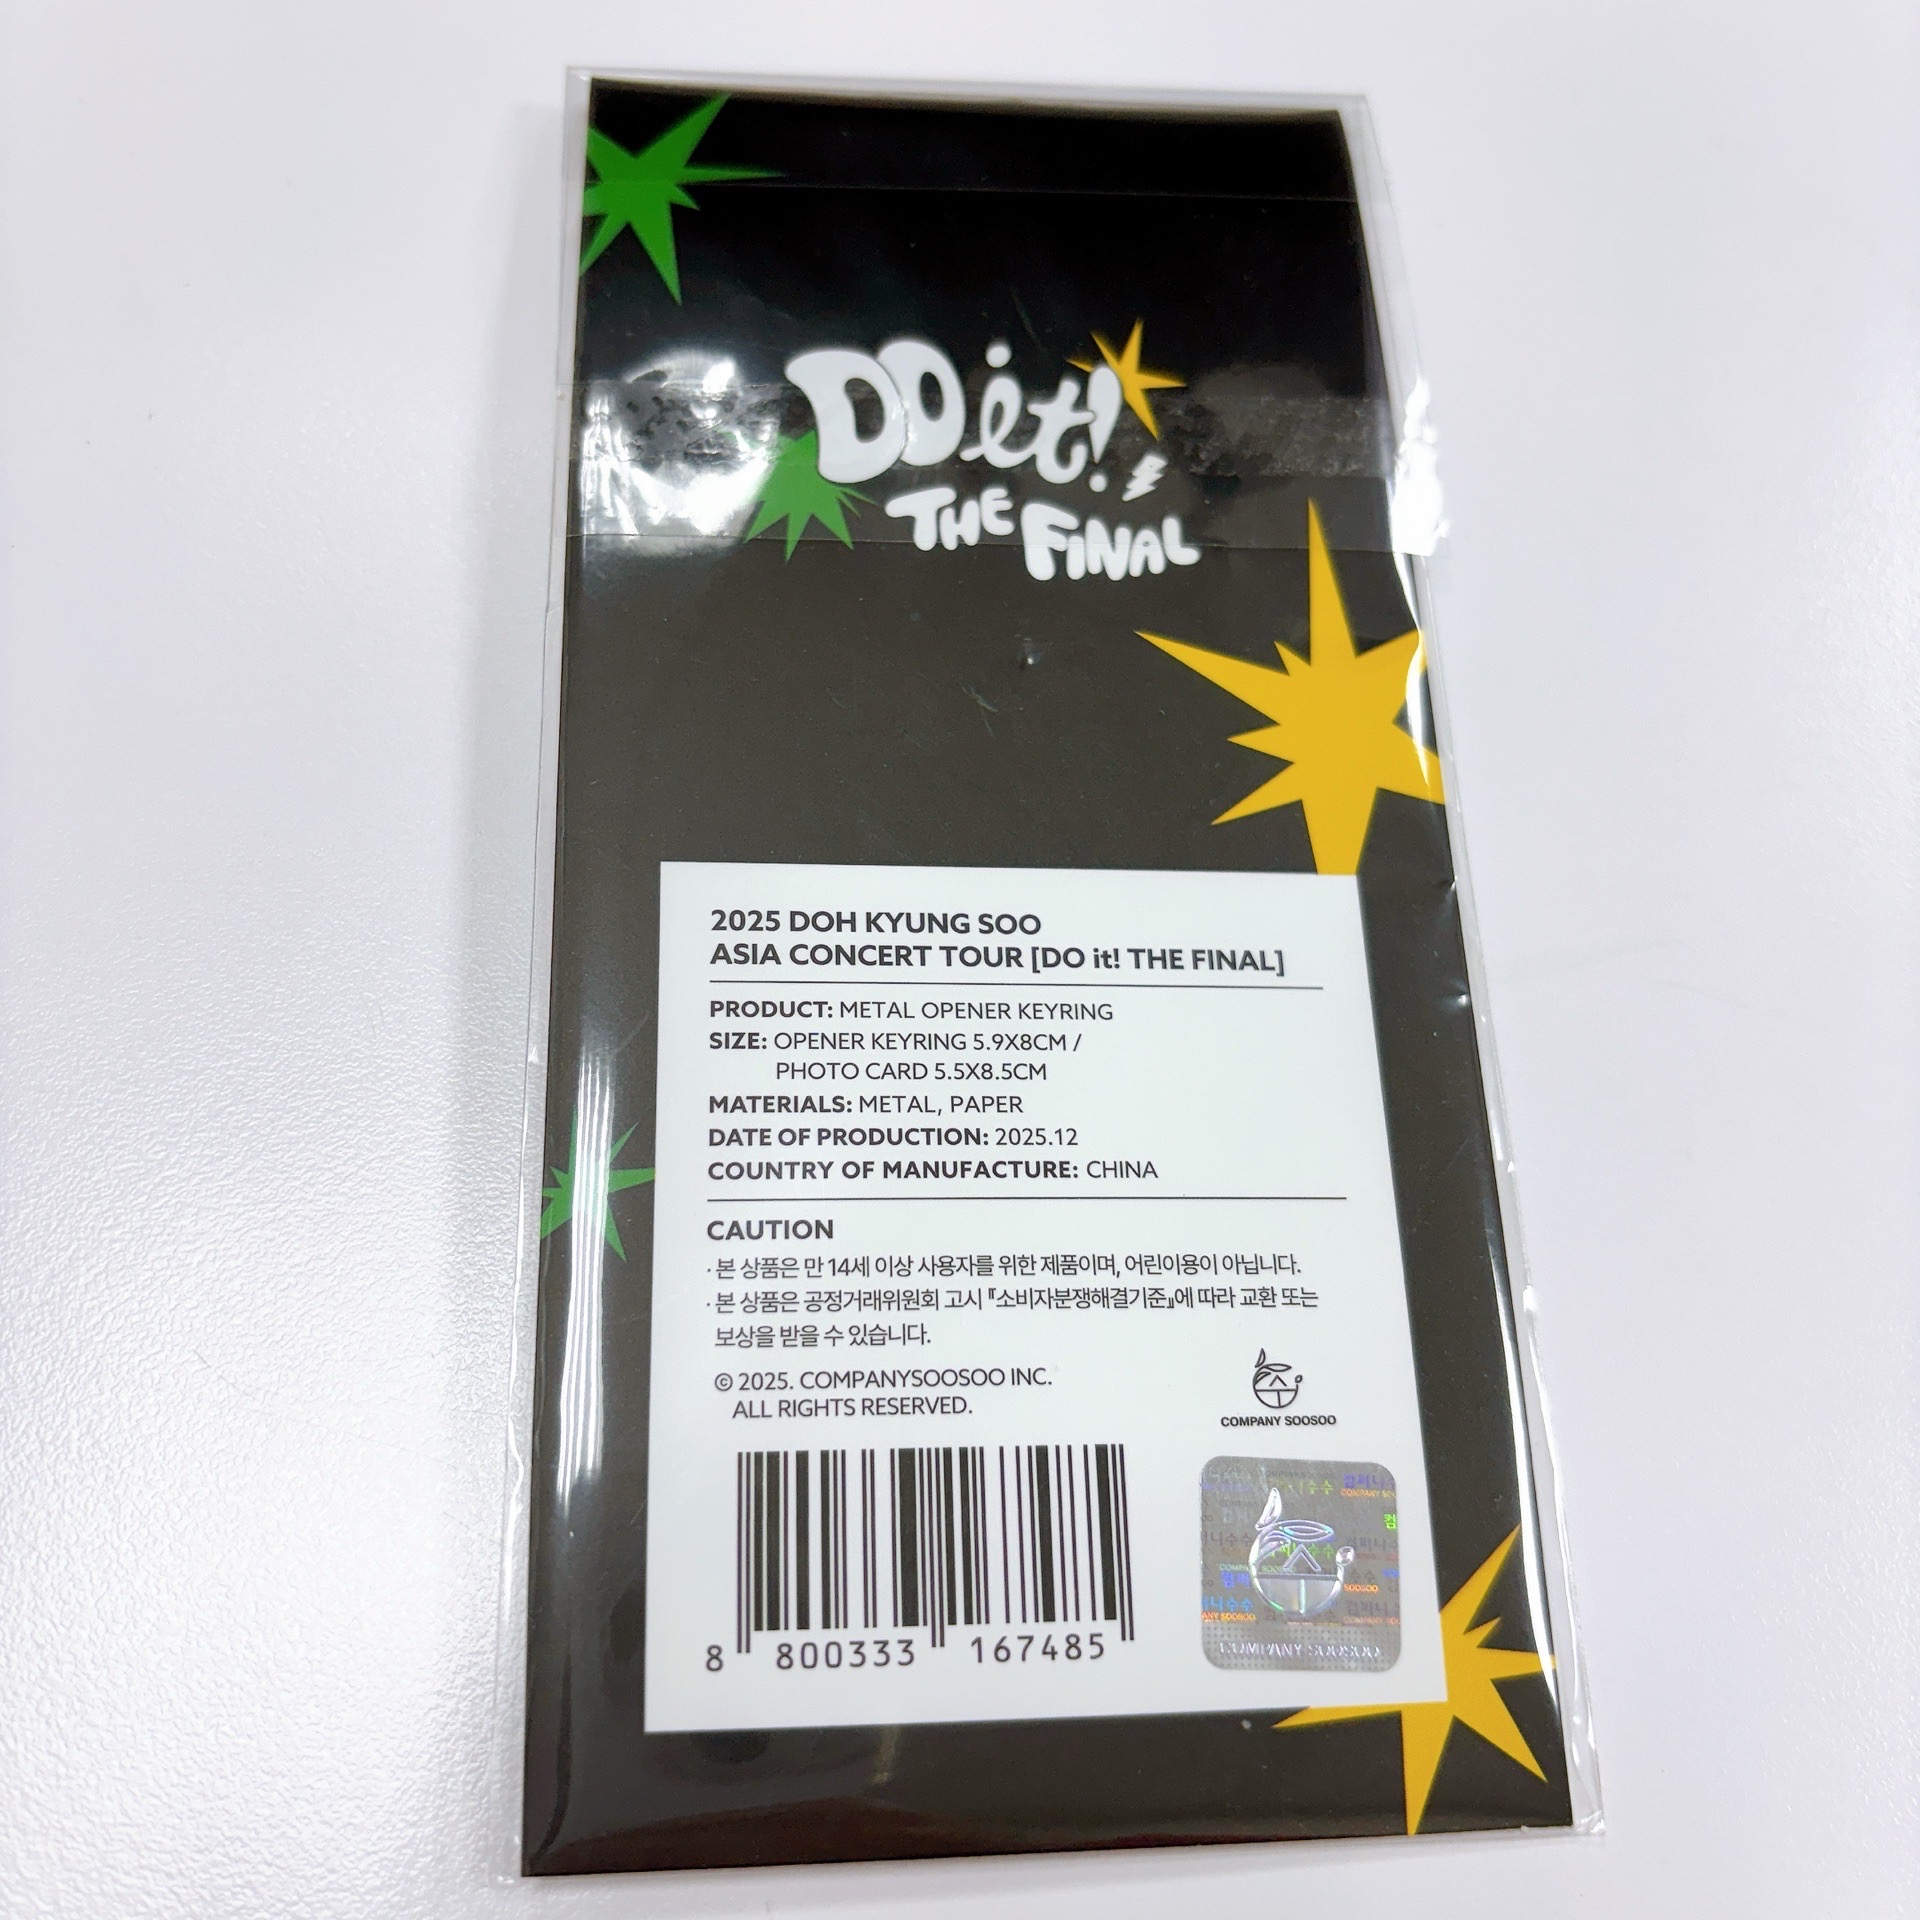 DO it!
THE FINAL
2025 DOH KYUNG SOO
ASIA CONCERT TOUR [DO it! THE FINAL]
PRODUCT: METAL OPENER KEYRING
SIZE: OPENER KEYRING 5.9X8CM /
PHOTO CARD 5.5X8.5CM
MATERIALS: METAL, PAPER
DATE OF PRODUCTION: 2025.12
COUNTRY OF MANUFACTURE: CHINA
CAUTION
· 본 상품은 만 14세 이상 사용자를 위한 제품이며, 어린이용이 아닙니다.
· 본 상품은 공정거래위원회 고시 『소비자분쟁해결기준』에 따라 교환 또는
보상을 받을 수 있습니다.
© 2025. COMPANYSOOSOO INC.
ALL RIGHTS RESERVED.
COMPANY SOOSOO
8 800333 167485
COMPANY SOOSOO